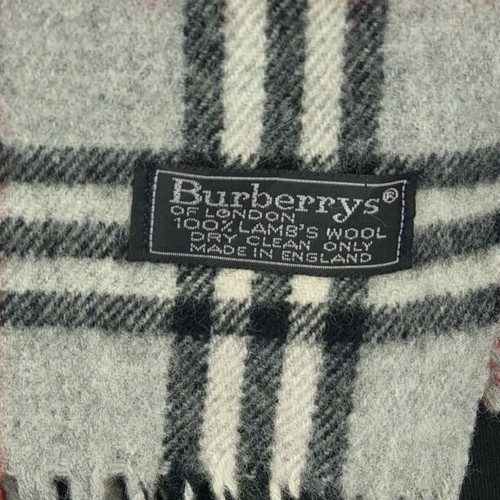 Burberrys®
OF LONDON
100% LAMB'S WOOL
DRY CLEAN ONLY
MADE IN ENGLAND